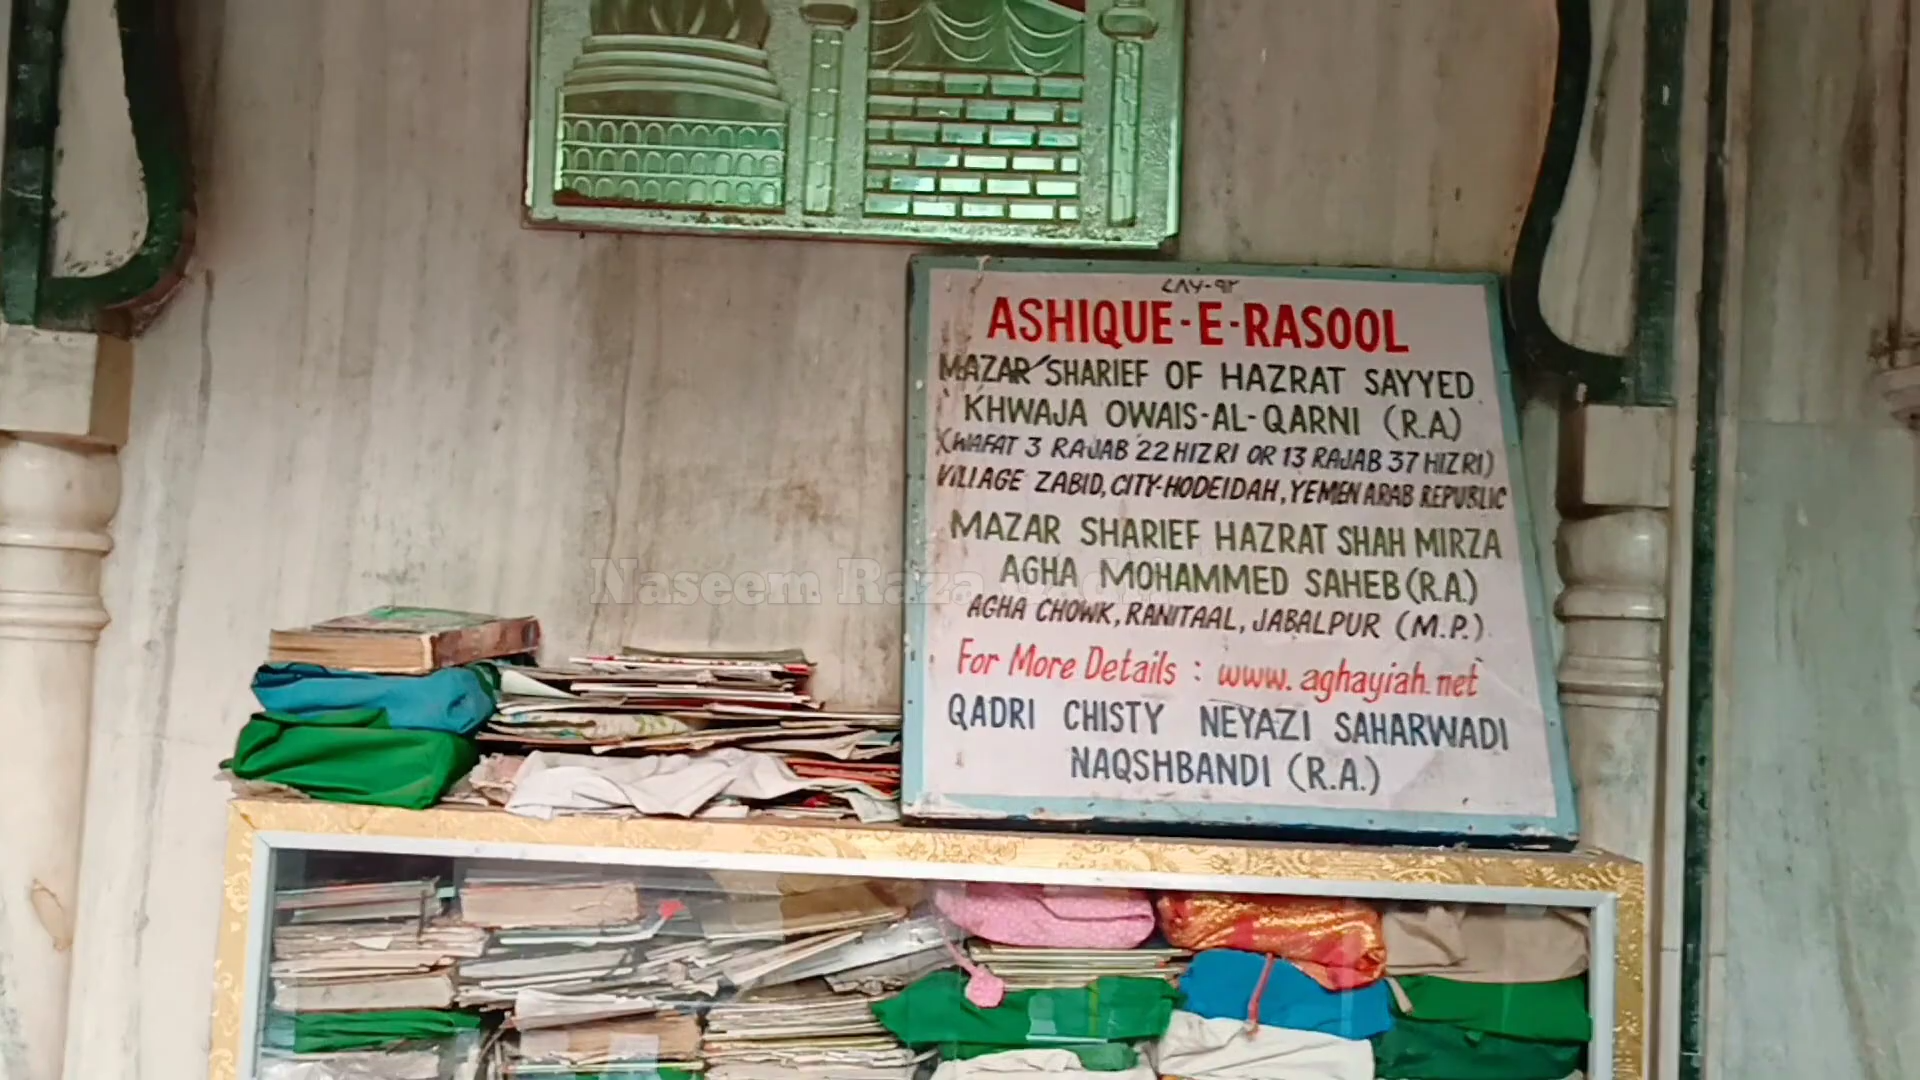 ٧٨٦-٩٢
ASHIQUE-E-RASOOL
MAZAR SHARIEF OF HAZRAT SAYYED
KHWAJA OWAIS-AL-QARNI (R.A)
(WAFAT 3 RAJAB 22 HIZRI OR 13 RAJAB 37 HIZRI)
VILLAGE ZABID, CITY-HODEIDAH, YEMEN ARAB REPUBLIC
MAZAR SHARIEF HAZRAT SHAH MIRZA
AGHA MOHAMMED SAHEB (R.A.)
AGHA CHOWK, RANITAAL, JABALPUR (M.P.)
For More Details : www.aghayiah.net
QADRI CHISTY NEYAZI SAHARWADI
NAQSHBANDI (R.A.)
Naseem Raza